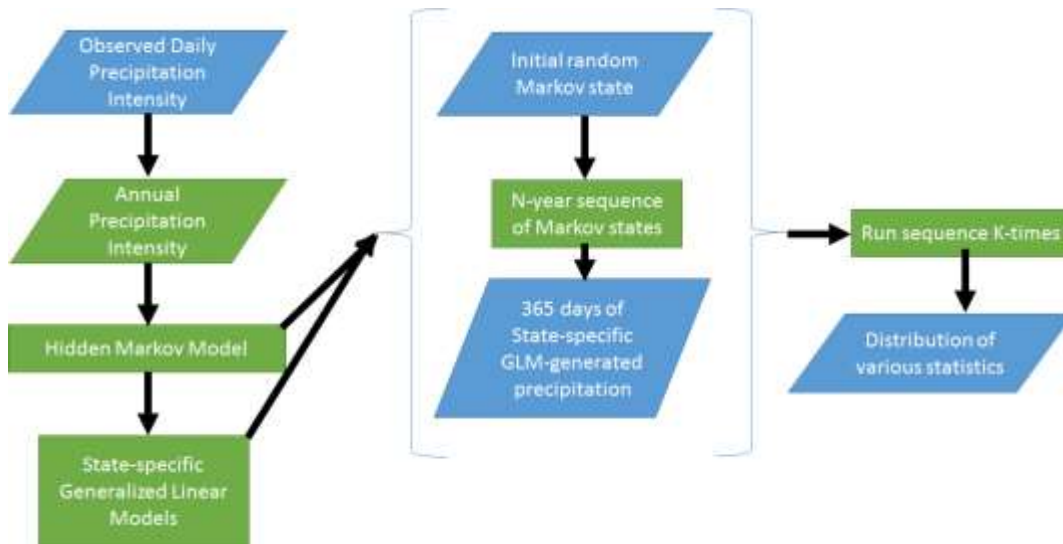 Observed Daily
Precipitation
Intensity
Annual
Precipitation
Intensity
Hidden Markov Model
State-specific
Generalized Linear
Models
Initial random
Markov state
N-year sequence
of Markov states
365 days of
State-specific
GLM-generated
precipitation
Run sequence K-times
Distribution of
various statistics